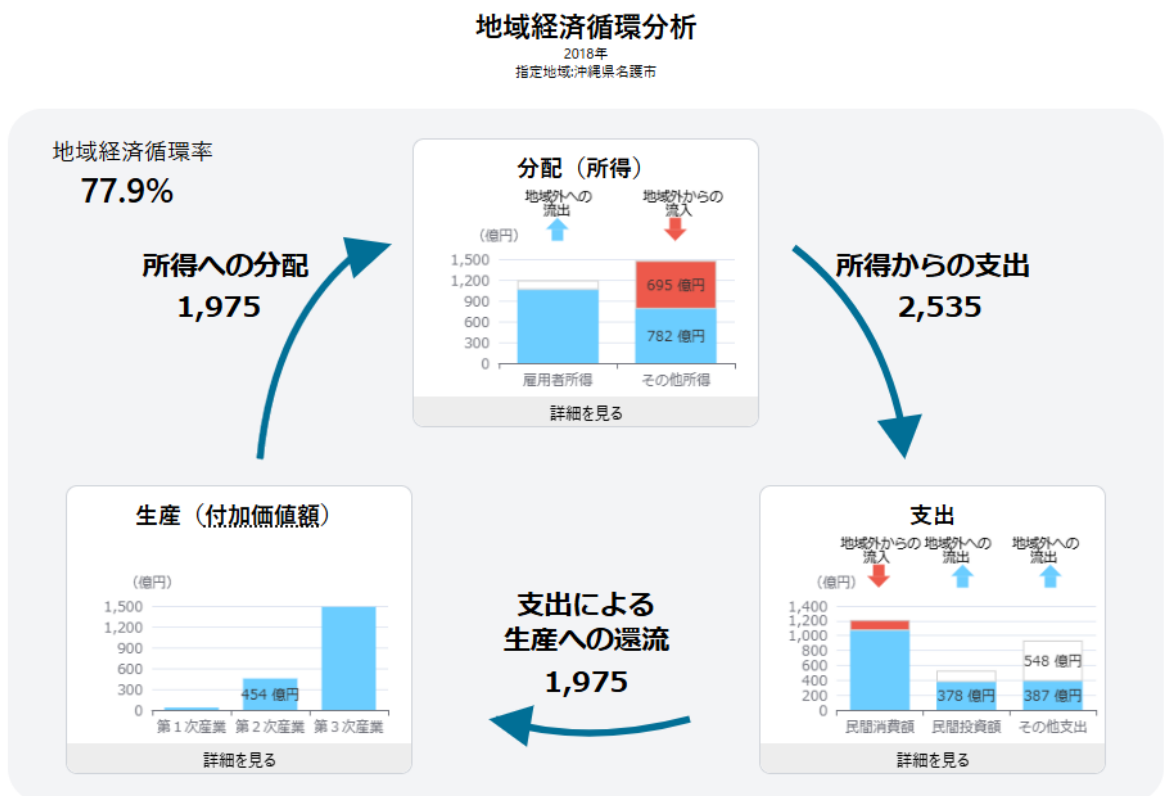 地域経済循環分析
2018年
指定地域:沖縄県名護市
地域経済循環率
77.9%
所得への分配
1,975
分配（所得）
地域外への
流出
地域外からの
流入
（億円）
1,500
1,200
900
600
300
0
695 億円
782 億円
雇用者所得
その他所得
詳細を見る
所得からの支出
2,535
生産（付加価値額）
（億円）
1,500
1,200
900
600
300
0
454 億円
第１次産業
第２次産業
第３次産業
詳細を見る
支出による
生産への還流
1,975
支出
地域外からの
流入
地域外への
流出
地域外への
流出
（億円）
1,400
1,200
1,000
800
600
400
200
0
378 億円
548 億円
387 億円
民間消費額
民間投資額
その他支出
詳細を見る